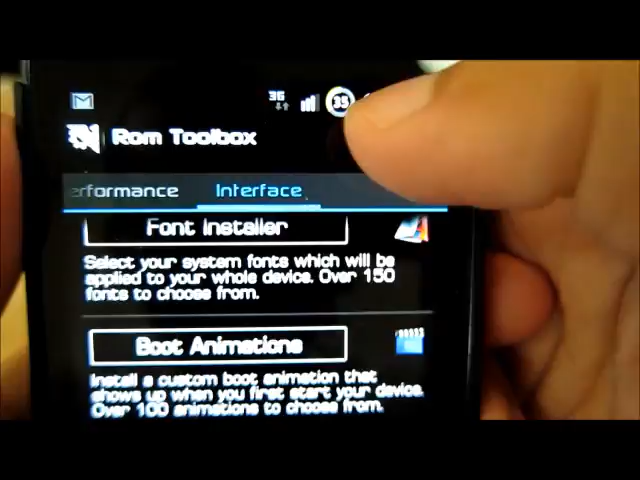 3G 35
Rom Toolbox
erformance Interface
Font Installer
Select your system fonts which will be
applied to your whole device. Over 150
fonts to choose from.
Boot Animations
Install a custom boot animation that
shows up when you first start your device.
Over 100 animations to choose from.